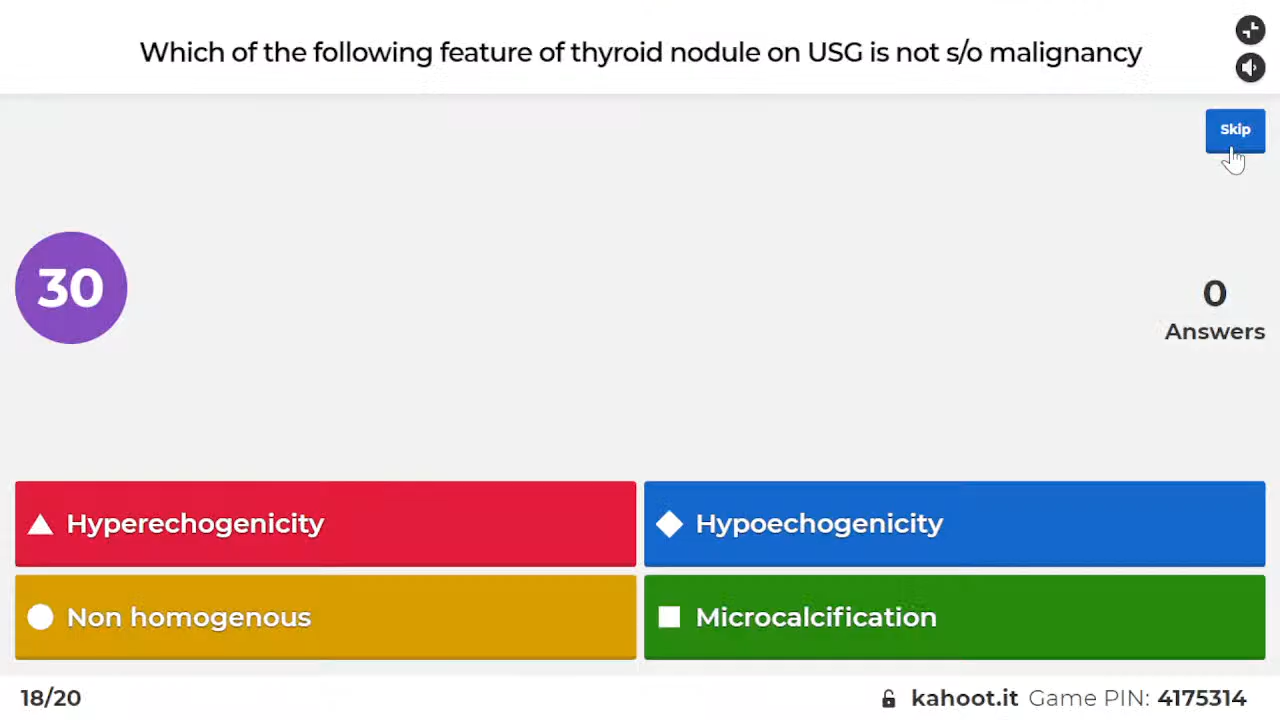 Which of the following feature of thyroid nodule on USG is not s/o malignancy
Skip
30
0
Answers
Hyperechogenicity
Hypoechogenicity
Non homogenous
Microcalcification
18/20
kahoot.it Game PIN: 4175314